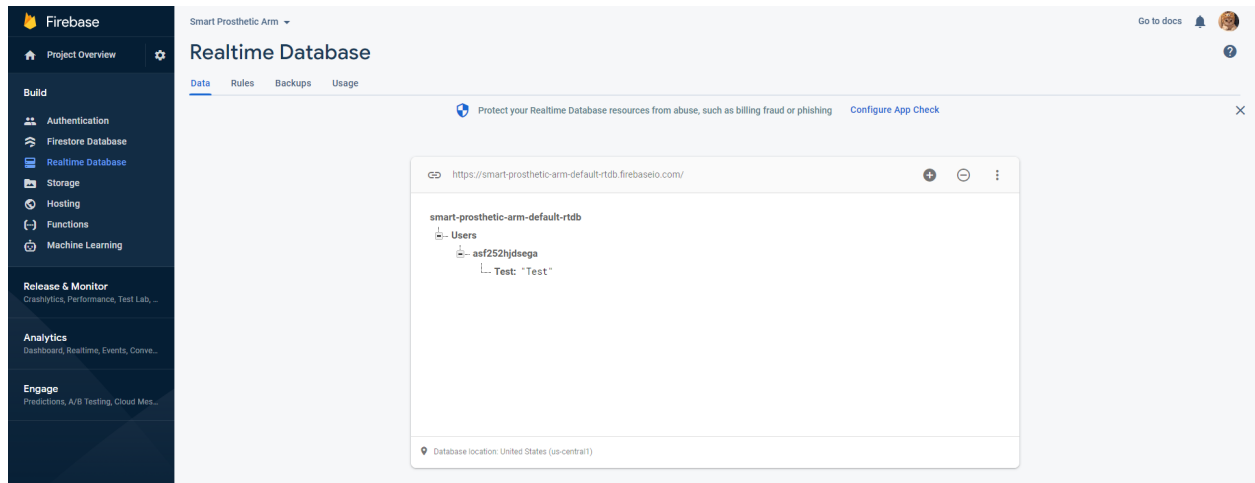 Firebase
Project Overview
Build
Authentication
Firestore Database
Realtime Database
Storage
Hosting
Functions
Machine Learning
Release & Monitor
Crashlytics, Performance, Test Lab, ...
Analytics
Dashboard, Realtime, Events, Conve...
Engage
Predictions, A/B Testing, Cloud Mes...
Smart Prosthetic Arm
Go to docs
Realtime Database
Data Rules Backups Usage
Protect your Realtime Database resources from abuse, such as billing fraud or phishing Configure App Check
https://smart-prosthetic-arm-default-rtdb.firebaseio.com/
smart-prosthetic-arm-default-rtdb
Users
asf252hjdsega
Test: "Test"
Database location: United States (us-central1)